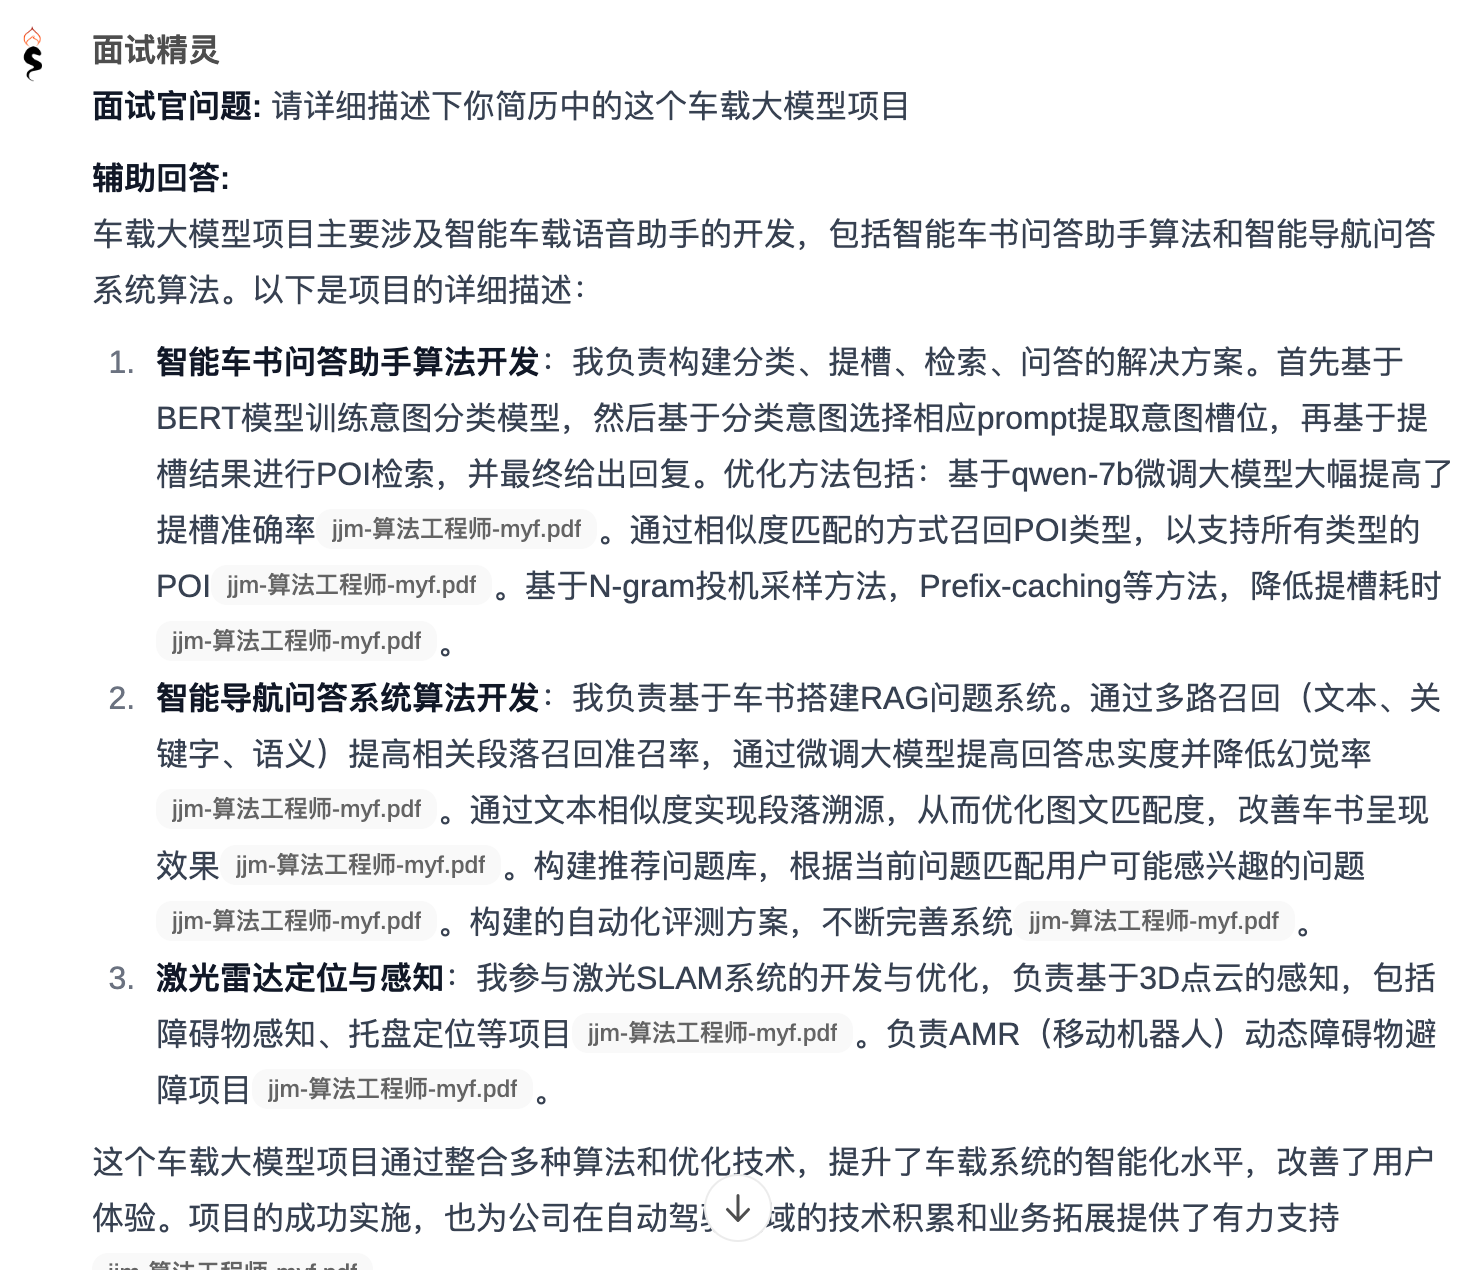 面试精灵
面试官问题: 请详细描述下你简历中的这个车载大模型项目
辅助回答:
车载大模型项目主要涉及智能车载语音助手的开发，包括智能车书问答助手算法和智能导航问答
系统算法。以下是项目的详细描述：
1. 智能车书问答助手算法开发：我负责构建分类、提槽、检索、问答的解决方案。首先基于
BERT模型训练意图分类模型，然后基于分类意图选择相应prompt提取意图槽位，再基于提
槽结果进行POI检索，并最终给出回复。优化方法包括：基于qwen-7b微调大模型大幅提高了
提槽准确率 jjm-算法工程师-myf.pdf 。通过相似度匹配的方式召回POI类型，以支持所有类型的
POI jjm-算法工程师-myf.pdf 。基于N-gram投机采样方法，Prefix-caching等方法，降低提槽耗时
jjm-算法工程师-myf.pdf 。
2. 智能导航问答系统算法开发：我负责基于车书搭建RAG问题系统。通过多路召回（文本、关
键字、语义）提高相关段落召回准召率，通过微调大模型提高回答忠实度并降低幻觉率
jjm-算法工程师-myf.pdf 。通过文本相似度实现段落溯源，从而优化图文匹配度，改善车书呈现
效果 jjm-算法工程师-myf.pdf 。构建推荐问题库，根据当前问题匹配用户可能感兴趣的问题
jjm-算法工程师-myf.pdf 。构建的自动化评测方案，不断完善系统 jjm-算法工程师-myf.pdf 。
3. 激光雷达定位与感知：我参与激光SLAM系统的开发与优化，负责基于3D点云的感知，包括
障碍物感知、托盘定位等项目 jjm-算法工程师-myf.pdf 。负责AMR（移动机器人）动态障碍物避
障项目 jjm-算法工程师-myf.pdf 。
这个车载大模型项目通过整合多种算法和优化技术，提升了车载系统的智能化水平，改善了用户
体验。项目的成功实施，也为公司在自动驾 域的技术积累和业务拓展提供了有力支持
jjm-算法工程师-myf.pdf